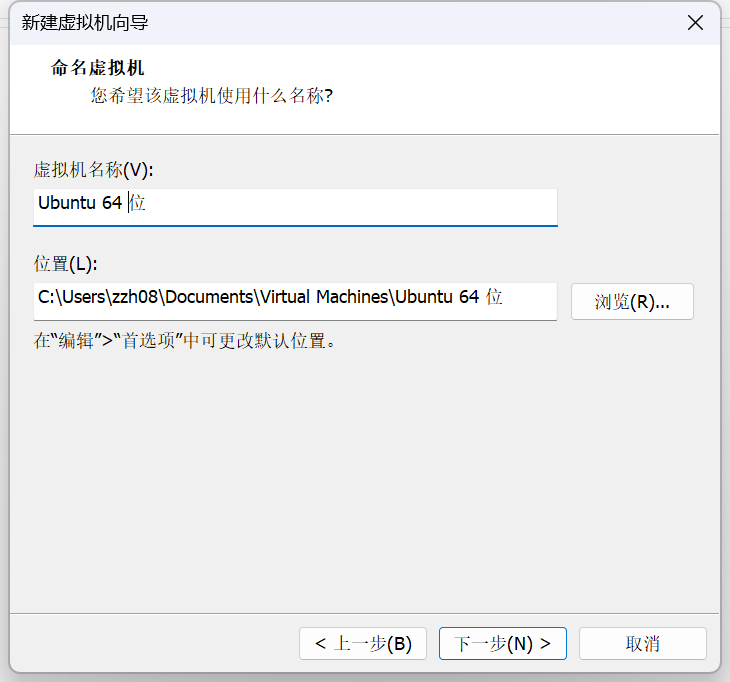 新建虚拟机向导
命名虚拟机
您希望该虚拟机使用什么名称?
虚拟机名称(V):
Ubuntu 64 位
位置(L):
C:\Users\zzh08\Documents\Virtual Machines\Ubuntu 64 位
浏览(R)...
在“编辑”>“首选项”中可更改默认位置。
< 上一步(B)
下一步(N) >
取消